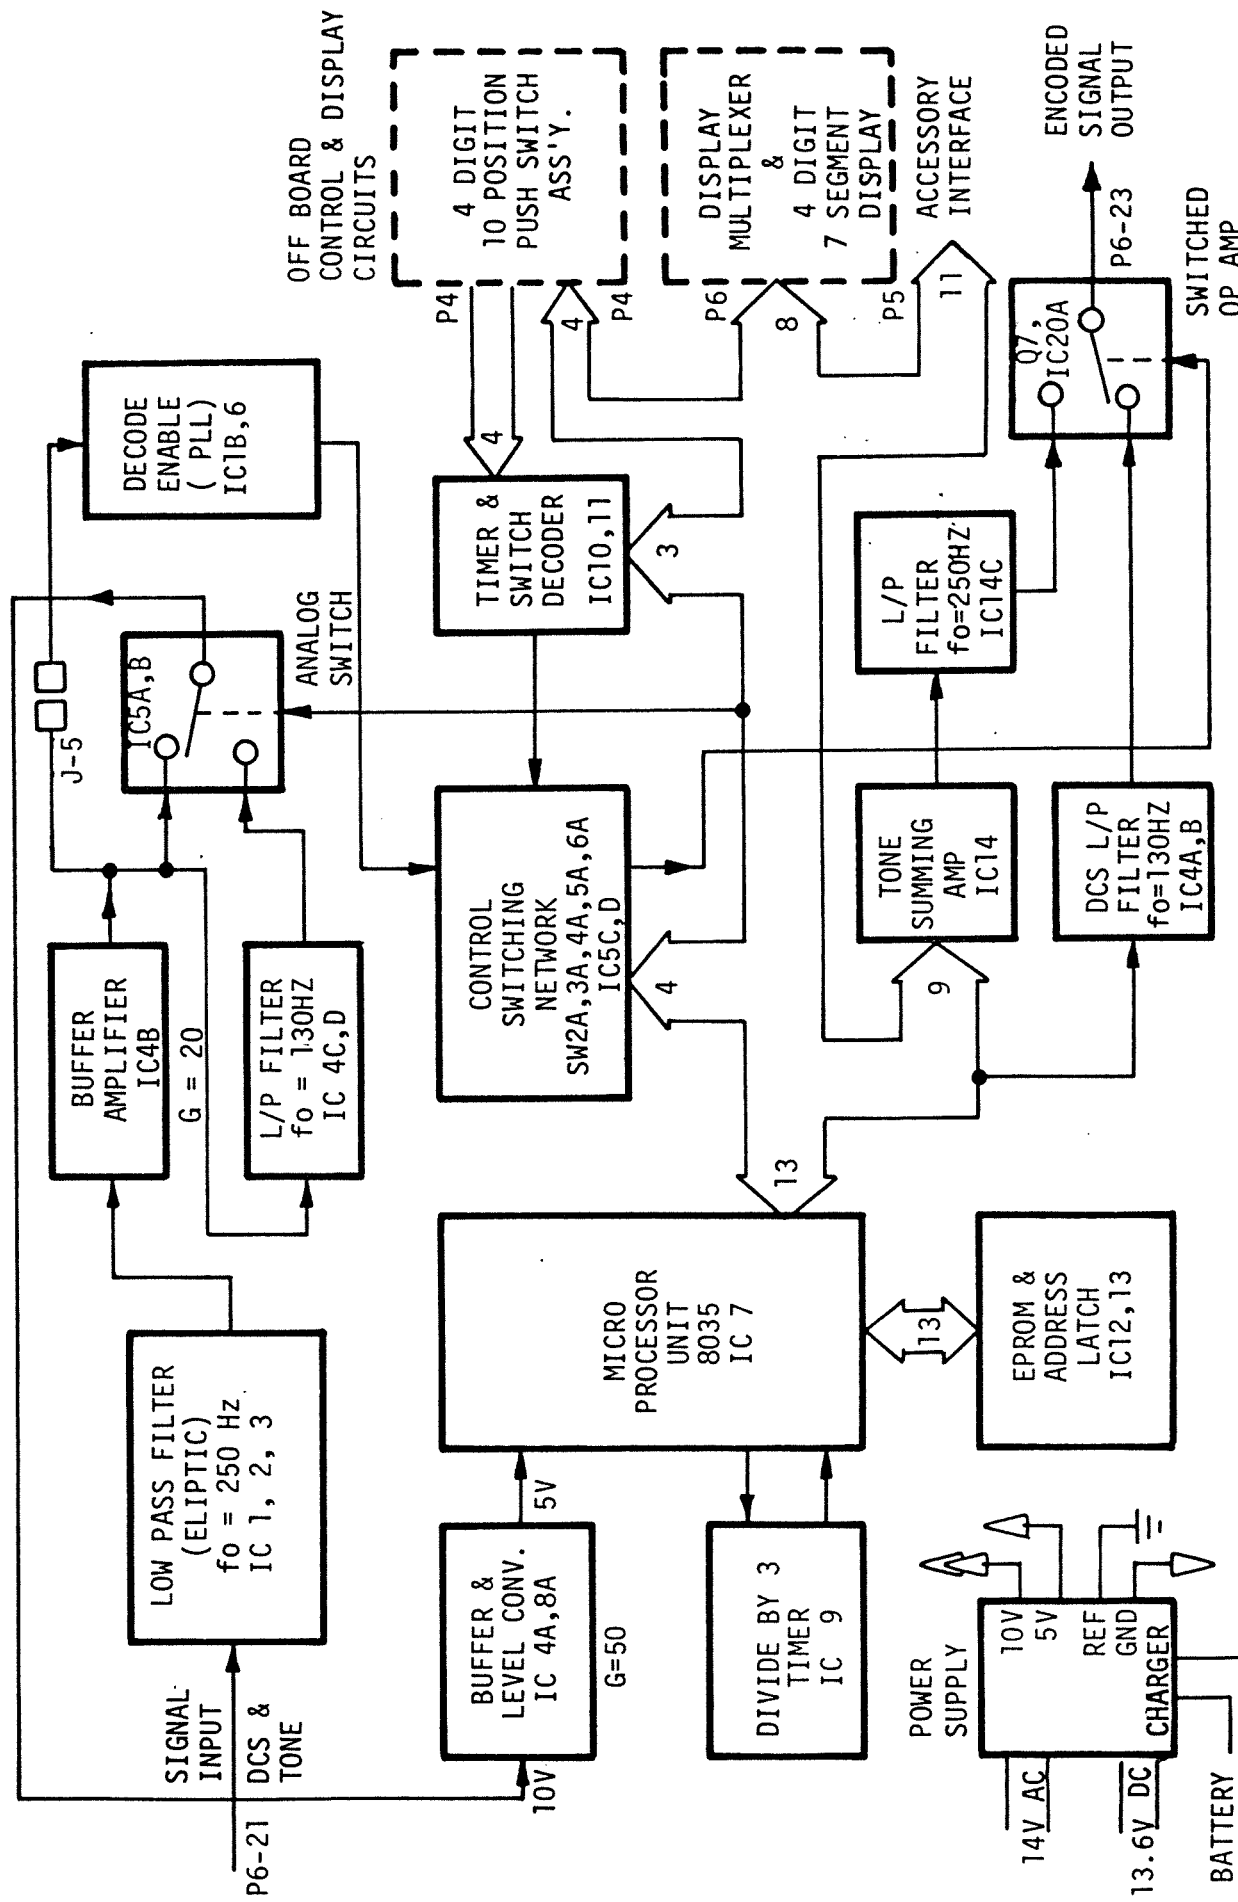 P6-21
SIGNAL
INPUT
DCS &
TONE
LOW PASS FILTER
(ELIPTIC)
fo = 250 Hz
IC 1, 2, 3
BUFFER
AMPLIFIER
IC4B
G = 20
L/P FILTER
fo = 130HZ
IC 4C,D
J-5
IC5A,B
ANALOG
SWITCH
DECODE
ENABLE
( PLL)
IC1B,6
OFF BOARD
CONTROL & DISPLAY
CIRCUITS
4 DIGIT
10 POSITION
PUSH SWITCH
ASS'Y.
P4
4
4
P4
10V
BUFFER &
LEVEL CONV.
IC 4A,8A
5V
G=50
MICRO
PROCESSOR
UNIT
8035
IC 7
13
CONTROL
SWITCHING
NETWORK
SW2A,3A,4A,5A,6A
IC5C,D
4
TIMER &
SWITCH
DECODER
IC10,11
3
P6
8
DISPLAY
MULTIPLEXER
&
4 DIGIT
7 SEGMENT
DISPLAY
P5
11
ACCESSORY
INTERFACE
DIVIDE BY 3
TIMER
IC 9
13
EPROM &
ADDRESS
LATCH
IC12,13
9
TONE
SUMMING
AMP
IC14
L/P
FILTER
fo=250HZ
IC14C
DCS L/P
FILTER
fo=130HZ
IC4A,B
Q7,
IC20A
P6-23
ENCODED
SIGNAL
OUTPUT
SWITCHED
OP AMP
POWER
SUPPLY
10V
5V
REF
GND
CHARGER
14V AC
13.6V DC
BATTERY